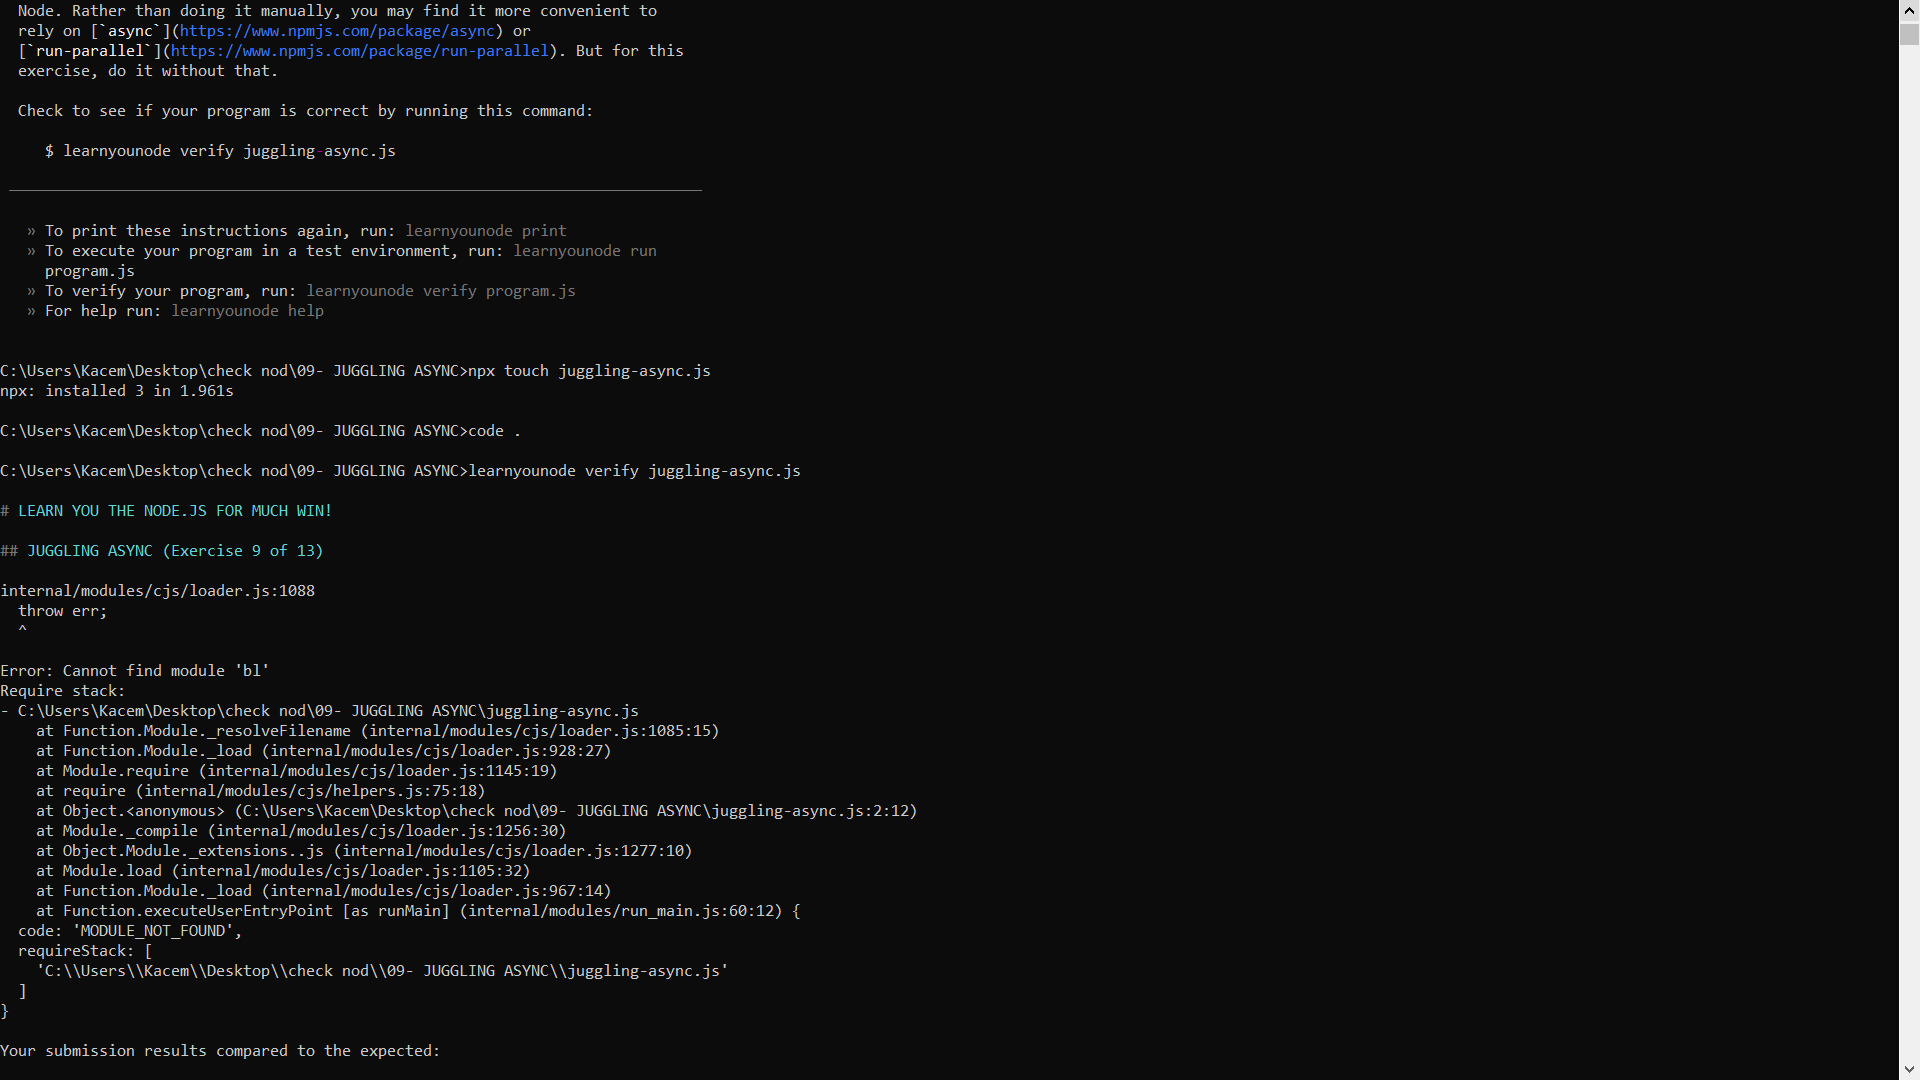 Node. Rather than doing it manually, you may find it more convenient to
rely on [`async`](https://www.npmjs.com/package/async) or
[`run-parallel`](https://www.npmjs.com/package/run-parallel). But for this
exercise, do it without that.
Check to see if your program is correct by running this command:
$ learnyounode verify juggling-async.js
» To print these instructions again, run: learnyounode print
» To execute your program in a test environment, run: learnyounode run
program.js
» To verify your program, run: learnyounode verify program.js
» For help run: learnyounode help
C:\Users\Kacem\Desktop\check nod\09- JUGGLING ASYNC>npx touch juggling-async.js
npx: installed 3 in 1.961s
C:\Users\Kacem\Desktop\check nod\09- JUGGLING ASYNC>code .
C:\Users\Kacem\Desktop\check nod\09- JUGGLING ASYNC>learnyounode verify juggling-async.js
# LEARN YOU THE NODE.JS FOR MUCH WIN!
## JUGGLING ASYNC (Exercise 9 of 13)
internal/modules/cjs/loader.js:1088
throw err;
^
Error: Cannot find module 'bl'
Require stack:
- C:\Users\Kacem\Desktop\check nod\09- JUGGLING ASYNC\juggling-async.js
at Function.Module._resolveFilename (internal/modules/cjs/loader.js:1085:15)
at Function.Module._load (internal/modules/cjs/loader.js:928:27)
at Module.require (internal/modules/cjs/loader.js:1145:19)
at require (internal/modules/cjs/helpers.js:75:18)
at Object.<anonymous> (C:\Users\Kacem\Desktop\check nod\09- JUGGLING ASYNC\juggling-async.js:2:12)
at Module._compile (internal/modules/cjs/loader.js:1256:30)
at Object.Module._extensions..js (internal/modules/cjs/loader.js:1277:10)
at Module.load (internal/modules/cjs/loader.js:1105:32)
at Function.Module._load (internal/modules/cjs/loader.js:967:14)
at Function.executeUserEntryPoint [as runMain] (internal/modules/run_main.js:60:12) {
code: 'MODULE_NOT_FOUND',
requireStack: [
'C:\\Users\\Kacem\\Desktop\\check nod\\09- JUGGLING ASYNC\\juggling-async.js'
]
}
Your submission results compared to the expected: